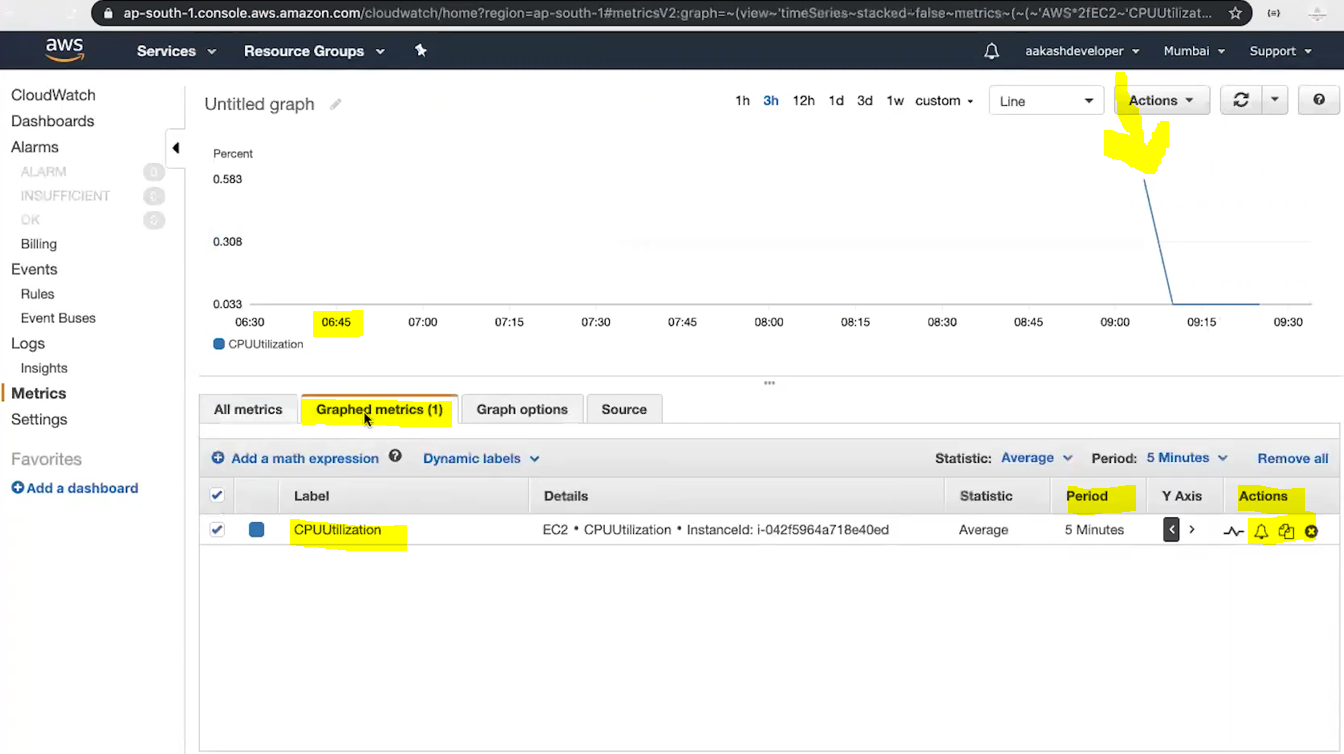 ap-south-1.console.aws.amazon.com/cloudwatch/home?region=ap-south-1#metricsV2:graph=~(view~'timeSeries~stacked~false~metrics~(~(~'AWS*2fEC2~'CPUUtilizat...
aws Services Resource Groups aakashdeveloper Mumbai Support
CloudWatch
Dashboards
Alarms
ALARM 0
INSUFFICIENT 0
OK 0
Billing
Events
Rules
Event Buses
Logs
Insights
Metrics
Settings
Favorites
Add a dashboard
Untitled graph 1h 3h 12h 1d 3d 1w custom Line Actions
Percent
0.583
0.308
0.033
06:30 06:45 07:00 07:15 07:30 07:45 08:00 08:15 08:30 08:45 09:00 09:15 09:30
CPUUtilization
All metrics Graphed metrics (1) Graph options Source
Add a math expression Dynamic labels Statistic: Average Period: 5 Minutes Remove all
Label Details Statistic Period Y Axis Actions
CPUUtilization EC2 • CPUUtilization • InstanceId: i-042f5964a718e40ed Average 5 Minutes